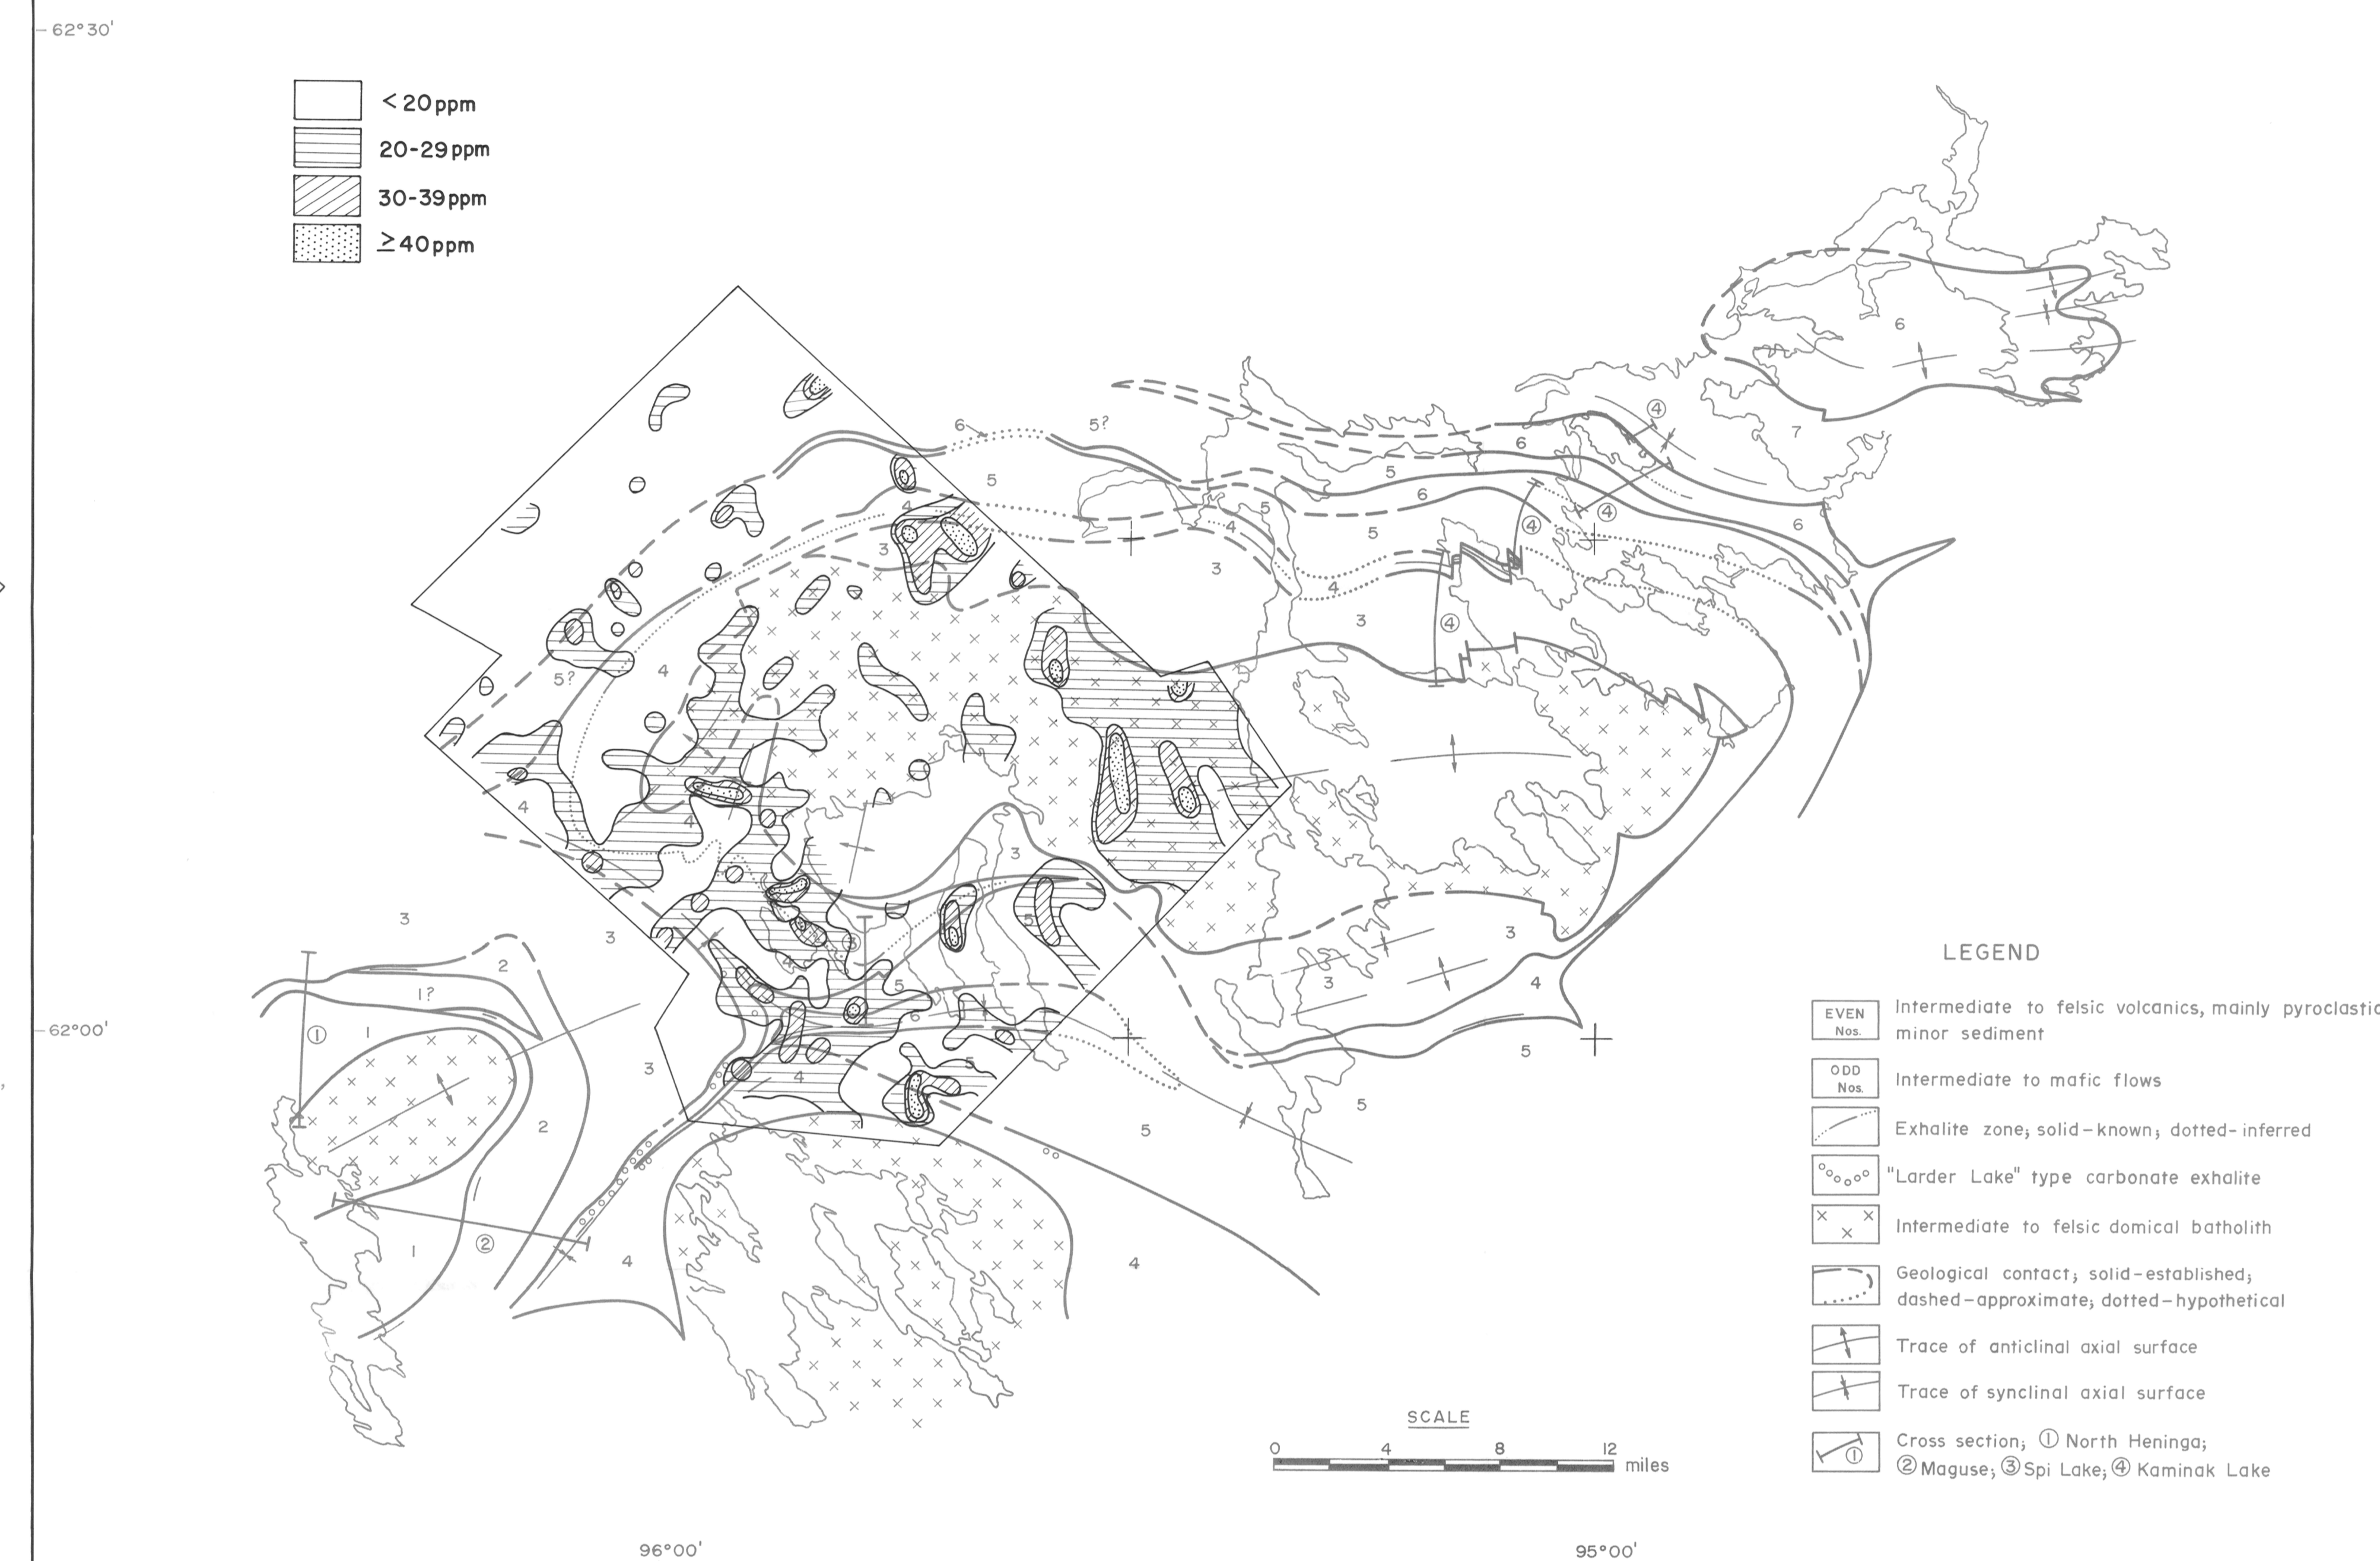 62°30'
< 20 ppm
20-29 ppm
30-39 ppm
≥40 ppm
6
7
④
6
5?
6
5
6
5
5
6
④
④
6
4
5
4
5
3
3
4
3
④
5?
4
4
4
3
3
3
5
③
4
5
6
5
4
3
3
4
5
5
5
3
2
1?
1
①
62°00'
2
1
②
4
4
LEGEND
EVEN Nos.
Intermediate to felsic volcanics, mainly pyroclastic
minor sediment
ODD Nos.
Intermediate to mafic flows
Exhalite zone; solid-known; dotted-inferred
"Larder Lake" type carbonate exhalite
Intermediate to felsic domical batholith
Geological contact; solid-established;
dashed-approximate; dotted-hypothetical
Trace of anticlinal axial surface
Trace of synclinal axial surface
①
Cross section; ① North Heninga;
② Maguse; ③ Spi Lake; ④ Kaminak Lake
SCALE
0 4 8 12
miles
96°00' 95°00'